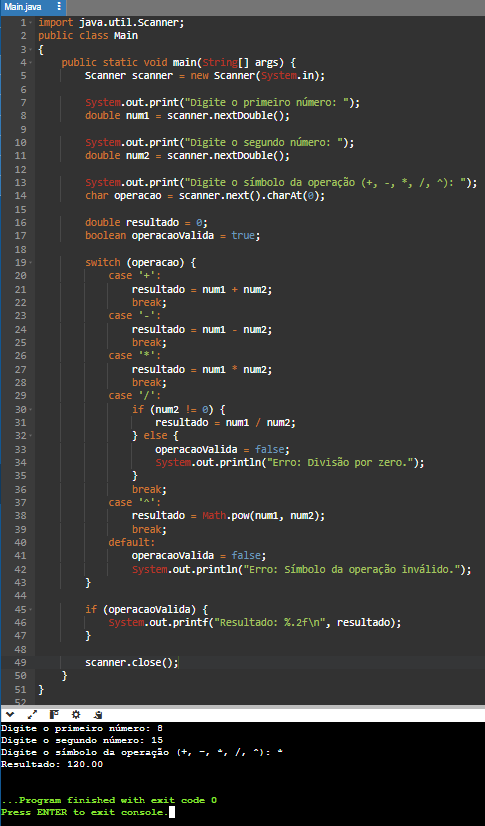 Main.java
1 import java.util.Scanner;
2 public class Main
3 {
4     public static void main(String[] args) {
5         Scanner scanner = new Scanner(System.in);
6
7         System.out.print("Digite o primeiro número: ");
8         double num1 = scanner.nextDouble();
9
10         System.out.print("Digite o segundo número: ");
11         double num2 = scanner.nextDouble();
12
13         System.out.print("Digite o símbolo da operação (+, -, *, /, ^): ");
14         char operacao = scanner.next().charAt(0);
15
16         double resultado = 0;
17         boolean operacaoValida = true;
18
19         switch (operacao) {
20             case '+':
21                 resultado = num1 + num2;
22                 break;
23             case '-':
24                 resultado = num1 - num2;
25                 break;
26             case '*':
27                 resultado = num1 * num2;
28                 break;
29             case '/':
30                 if (num2 != 0) {
31                     resultado = num1 / num2;
32                 } else {
33                     operacaoValida = false;
34                     System.out.println("Erro: Divisão por zero.");
35                 }
36                 break;
37             case '^':
38                 resultado = Math.pow(num1, num2);
39                 break;
40             default:
41                 operacaoValida = false;
42                 System.out.println("Erro: Símbolo da operação inválido.");
43         }
44
45         if (operacaoValida) {
46             System.out.printf("Resultado: %.2f\n", resultado);
47         }
48
49         scanner.close();
50     }
51 }
52
Digite o primeiro número: 8
Digite o segundo número: 15
Digite o símbolo da operação (+, -, *, /, ^): *
Resultado: 120.00
...Program finished with exit code 0
Press ENTER to exit console.